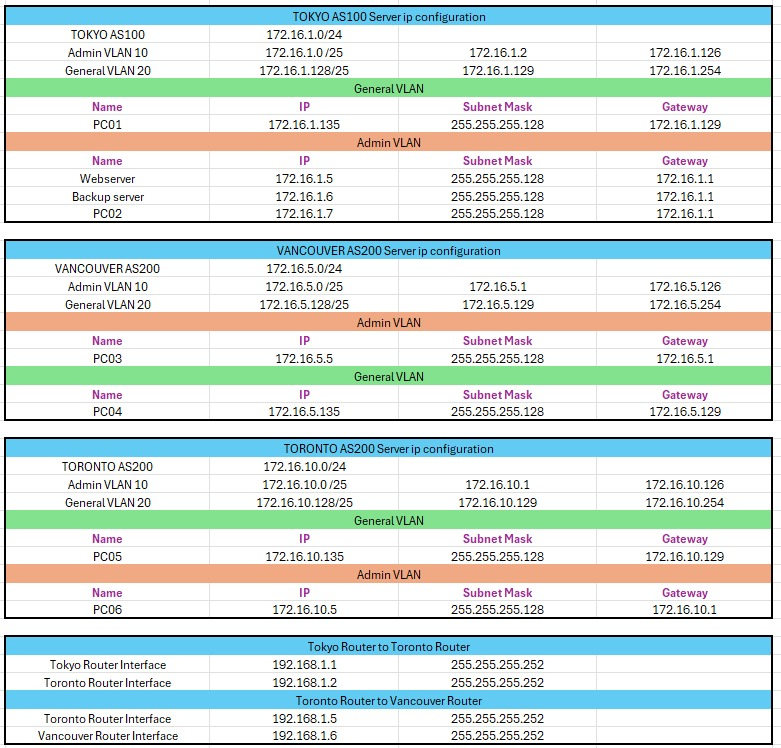 TOKYO AS100 Server ip configuration
TOKYO AS100 172.16.1.0/24
Admin VLAN 10 172.16.1.0 /25 172.16.1.2 172.16.1.126
General VLAN 20 172.16.1.128/25 172.16.1.129 172.16.1.254
General VLAN
Name IP Subnet Mask Gateway
PC01 172.16.1.135 255.255.255.128 172.16.1.129
Admin VLAN
Name IP Subnet Mask Gateway
Webserver 172.16.1.5 255.255.255.128 172.16.1.1
Backup server 172.16.1.6 255.255.255.128 172.16.1.1
PC02 172.16.1.7 255.255.255.128 172.16.1.1
VANCOUVER AS200 Server ip configuration
VANCOUVER AS200 172.16.5.0/24
Admin VLAN 10 172.16.5.0 /25 172.16.5.1 172.16.5.126
General VLAN 20 172.16.5.128/25 172.16.5.129 172.16.5.254
Admin VLAN
Name IP Subnet Mask Gateway
PC03 172.16.5.5 255.255.255.128 172.16.5.1
General VLAN
Name IP Subnet Mask Gateway
PC04 172.16.5.135 255.255.255.128 172.16.5.129
TORONTO AS200 Server ip configuration
TORONTO AS200 172.16.10.0/24
Admin VLAN 10 172.16.10.0 /25 172.16.10.1 172.16.10.126
General VLAN 20 172.16.10.128/25 172.16.10.129 172.16.10.254
General VLAN
Name IP Subnet Mask Gateway
PC05 172.16.10.135 255.255.255.128 172.16.10.129
Admin VLAN
Name IP Subnet Mask Gateway
PC06 172.16.10.5 255.255.255.128 172.16.10.1
Tokyo Router to Toronto Router
Tokyo Router Interface 192.168.1.1 255.255.255.252
Toronto Router Interface 192.168.1.2 255.255.255.252
Toronto Router to Vancouver Router
Toronto Router Interface 192.168.1.5 255.255.255.252
Vancouver Router Interface 192.168.1.6 255.255.255.252